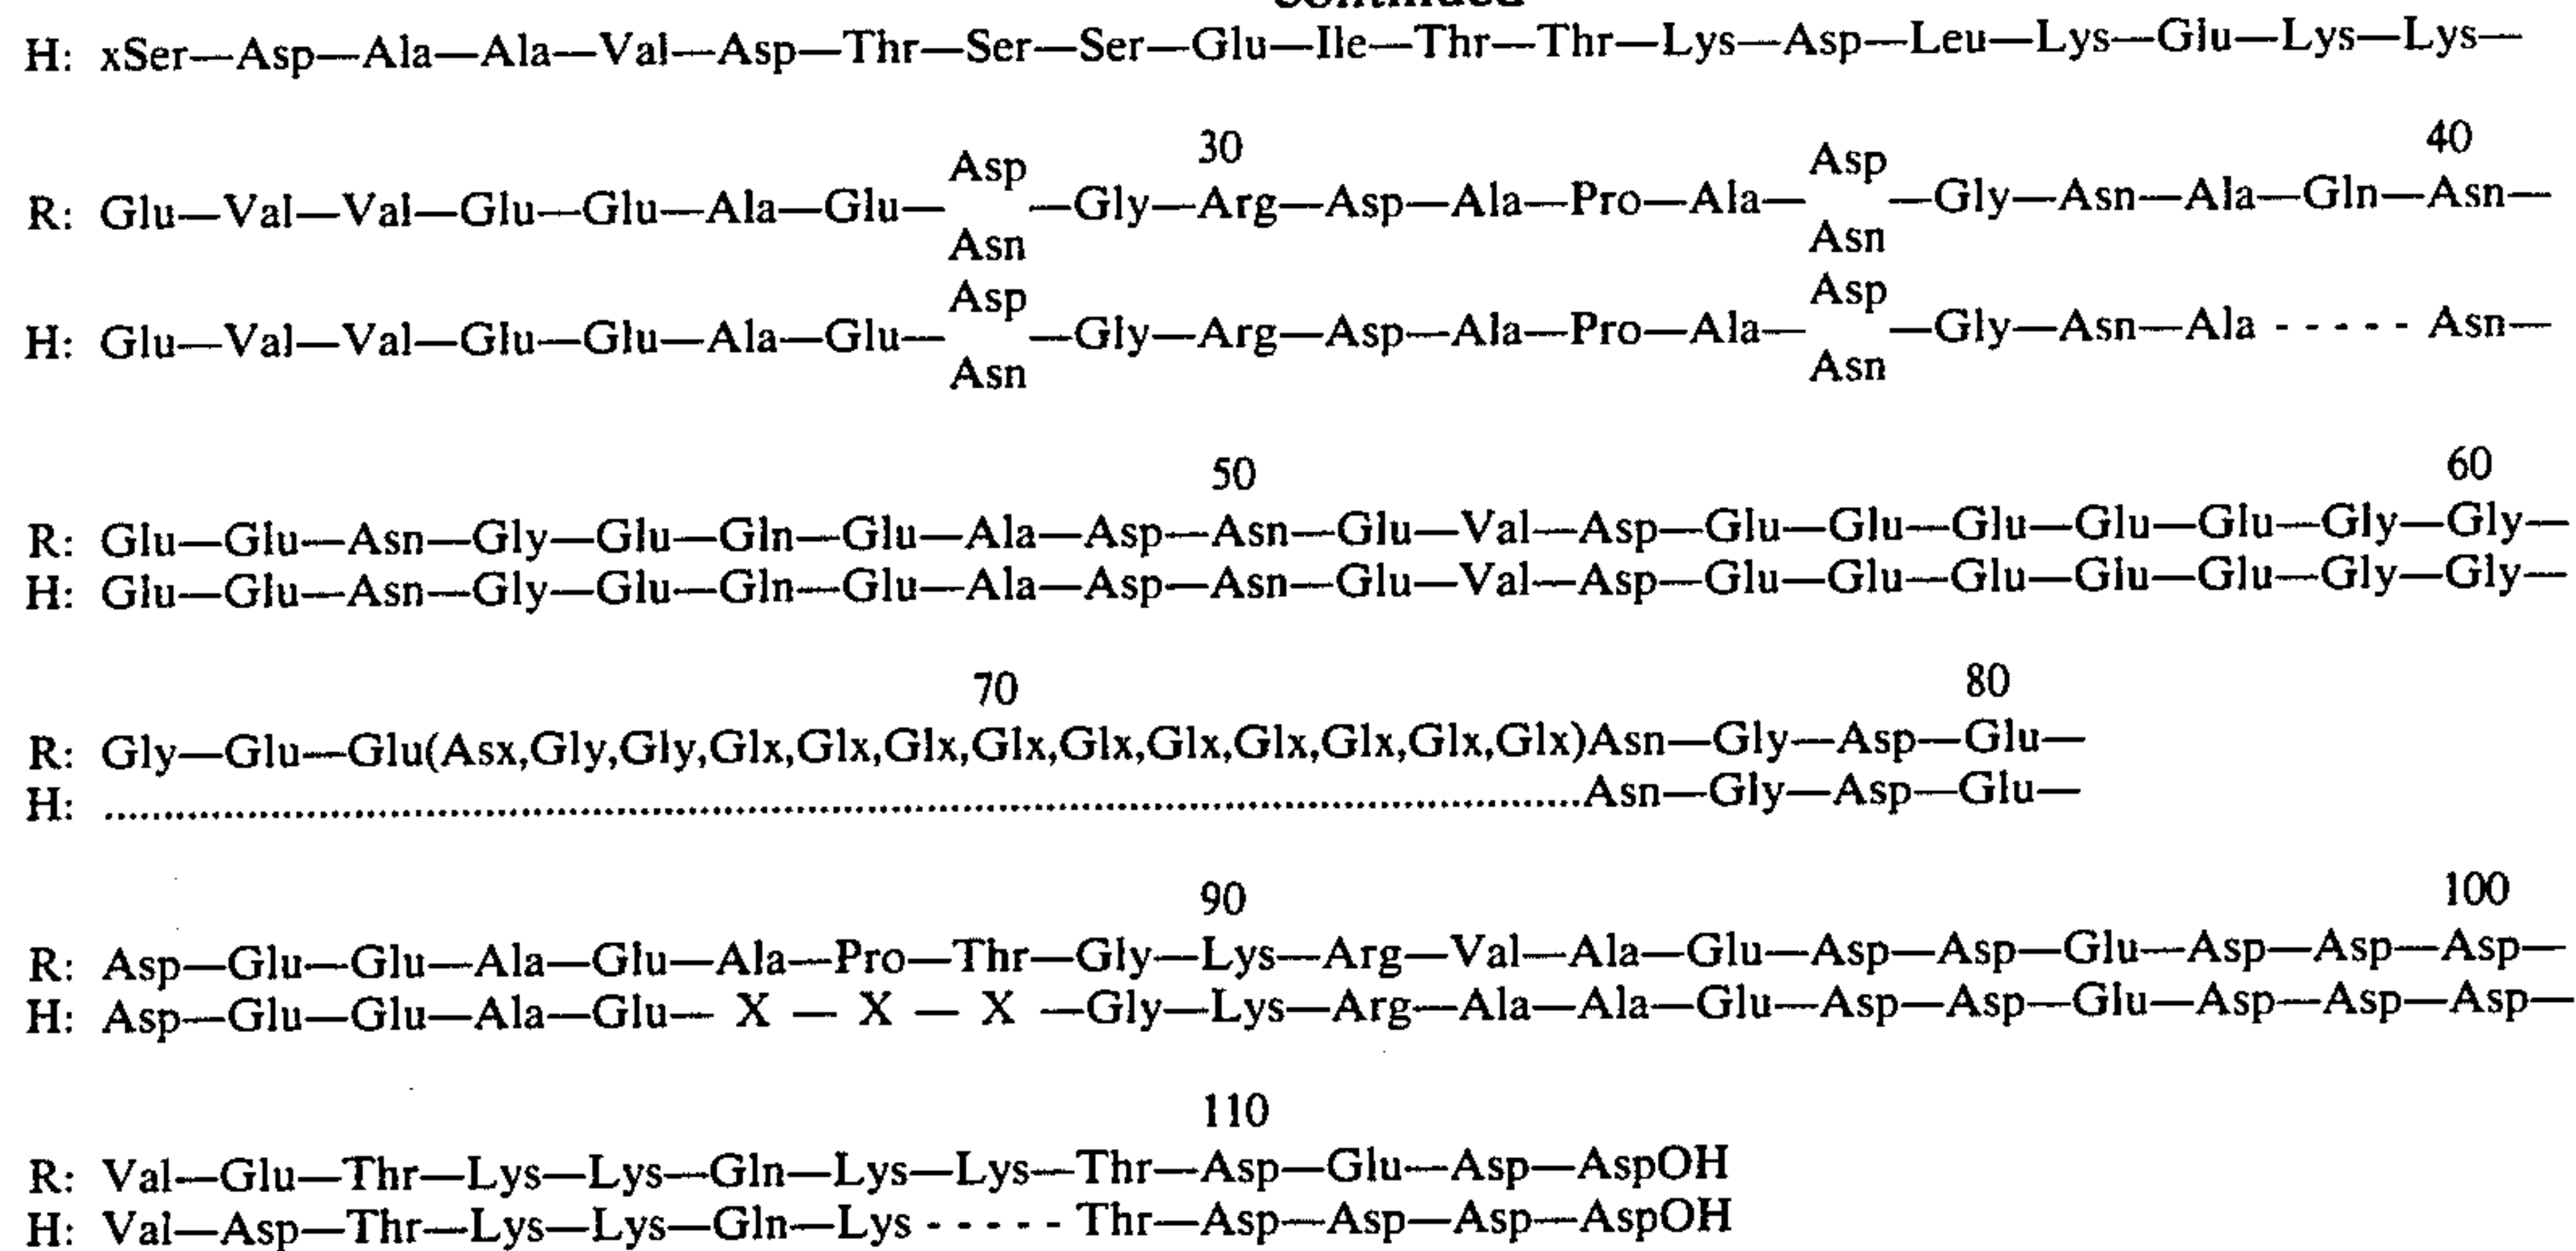 H: xSer—Asp—Ala—Ala—Val—Asp—Thr—Ser—Ser—Glu—Ile—Thr—Thr—Lys—Asp—Leu—Lys—Glu—Lys—Lys—
30 40
Asp Asp
R: Glu—Val—Val—Glu—Glu—Ala—Glu— —Gly—Arg—Asp—Ala—Pro—Ala— —Gly—Asn—Ala—Gln—Asn—
Asn Asn
Asp Asp
H: Glu—Val—Val—Glu—Glu—Ala—Glu— —Gly—Arg—Asp—Ala—Pro—Ala— —Gly—Asn—Ala - - - - - Asn—
Asn Asn
50 60
R: Glu—Glu—Asn—Gly—Glu—Gln—Glu—Ala—Asp—Asn—Glu—Val—Asp—Glu—Glu—Glu—Glu—Glu—Gly—Gly—
H: Glu—Glu—Asn—Gly—Glu—Gln—Glu—Ala—Asp—Asn—Glu—Val—Asp—Glu—Glu—Glu—Glu—Glu—Gly—Gly—
70 80
R: Gly—Glu—Glu(Asx,Gly,Gly,Glx,Glx,Glx,Glx,Glx,Glx,Glx,Glx,Glx,Glx)Asn—Gly—Asp—Glu—
H: ..........Asn—Gly—Asp—Glu—
90 100
R: Asp—Glu—Glu—Ala—Glu—Ala—Pro—Thr—Gly—Lys—Arg—Val—Ala—Glu—Asp—Asp—Glu—Asp—Asp—Asp—
H: Asp—Glu—Glu—Ala—Glu— X — X — X —Gly—Lys—Arg—Ala—Ala—Glu—Asp—Asp—Glu—Asp—Asp—Asp—
110
R: Val—Glu—Thr—Lys—Lys—Gln—Lys—Lys—Thr—Asp—Glu—Asp—AspOH
H: Val—Asp—Thr—Lys—Lys—Gln—Lys - - - - - Thr—Asp—Asp—Asp—AspOH